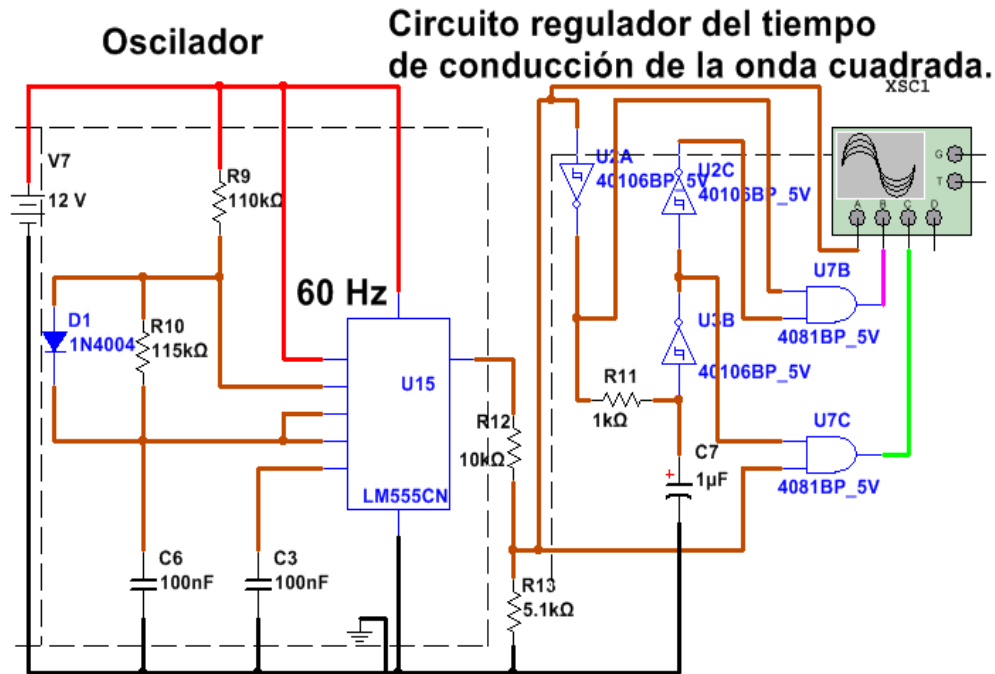 Oscilador
Circuito regulador del tiempo
de conducción de la onda cuadrada.
XSC1
G
T
A
B
C
D
V7
12 V
R9
110kΩ
D1
1N4004
R10
115kΩ
60 Hz
U15
LM555CN
C6
100nF
C3
100nF
R12
10kΩ
R13
5.1kΩ
U2A
40106BP_5V
U2C
40106BP_5V
U3B
40106BP_5V
R11
1kΩ
C7
+
1µF
U7B
4081BP_5V
U7C
4081BP_5V